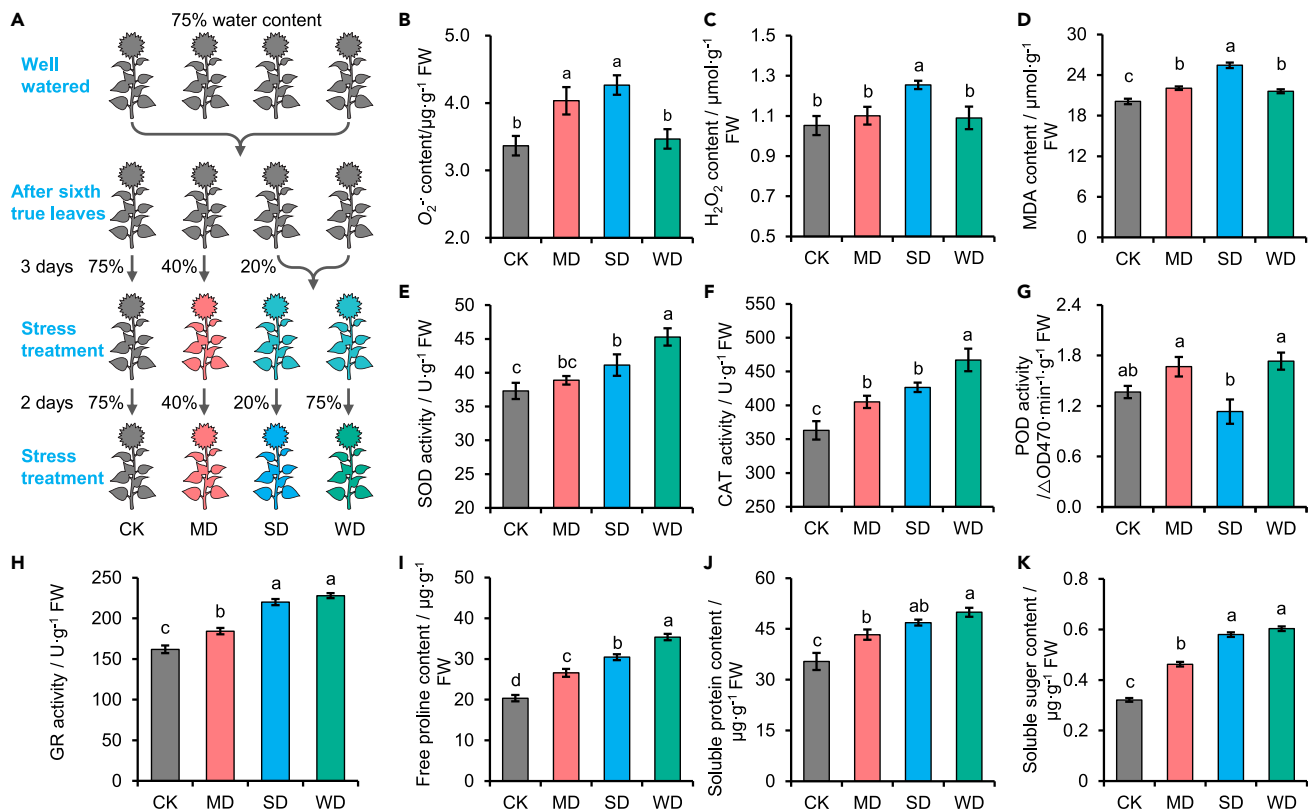 A
75% water content
Well
watered
After sixth
true leaves
3 days 75% 40% 20%
Stress
treatment
2 days 75% 40% 20% 75%
Stress
treatment
CK MD SD WD
B
O₂⁻· content/µg·g⁻¹ FW
5.0
4.0
3.0
2.0
b
a
a
b
CK MD SD WD
C
H₂O₂ content / µmol·g⁻¹
FW
1.5
1.3
1.1
0.9
0.7
0.5
b
b
a
b
CK MD SD WD
D
MDA content / µmol·g⁻¹
FW
30
24
18
12
6
0
c
b
a
b
CK MD SD WD
E
SOD activity / U·g⁻¹ FW
50
45
40
35
30
25
20
c
bc
b
a
CK MD SD WD
F
CAT activity / U·g⁻¹ FW
550
500
450
400
350
300
250
c
b
b
a
CK MD SD WD
G
POD activity
/△OD470·min⁻¹·g⁻¹ FW
2.4
1.8
1.2
0.6
0.0
ab
a
b
a
CK MD SD WD
H
GR activity / U·g⁻¹ FW
250
200
150
100
50
0
c
b
a
a
CK MD SD WD
I
Free proline content / µg·g⁻¹
FW
50
40
30
20
10
0
d
c
b
a
CK MD SD WD
J
Soluble protein content /
µg·g⁻¹ FW
60
45
30
15
0
c
b
ab
a
CK MD SD WD
K
Soluble suger content /
µg·g⁻¹ FW
0.8
0.6
0.4
0.2
0
c
b
a
a
CK MD SD WD